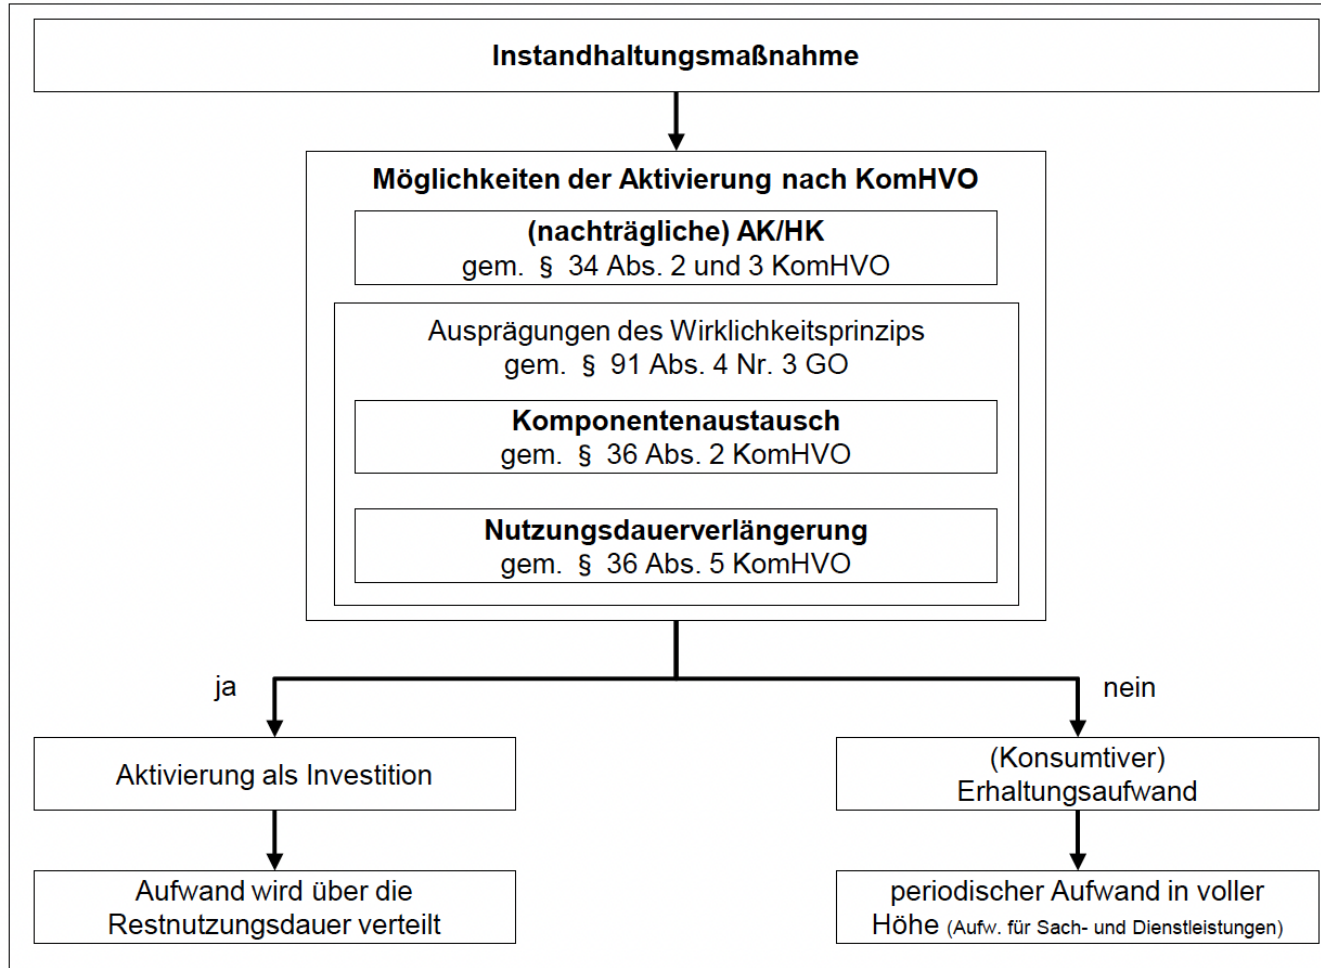 Instandhaltungsmaßnahme
Möglichkeiten der Aktivierung nach KomHVO
(nachträgliche) AK/HK
gem. § 34 Abs. 2 und 3 KomHVO
Ausprägungen des Wirklichkeitsprinzips
gem. § 91 Abs. 4 Nr. 3 GO
Komponentenaustausch
gem. § 36 Abs. 2 KomHVO
Nutzungsdauerverlängerung
gem. § 36 Abs. 5 KomHVO
ja
nein
Aktivierung als Investition
(Konsumtiver)
Erhaltungsaufwand
Aufwand wird über die
Restnutzungsdauer verteilt
periodischer Aufwand in voller
Höhe (Aufw. für Sach- und Dienstleistungen)